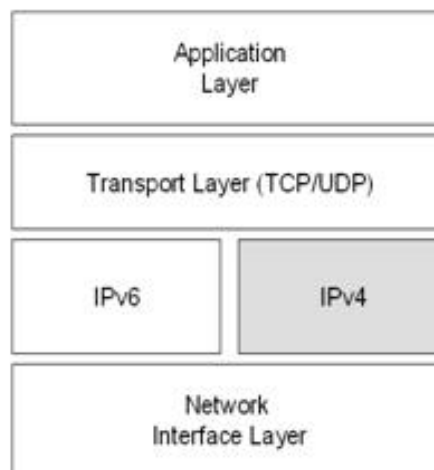 Application
Layer
Transport Layer (TCP/UDP)
IPv6
IPv4
Network
Interface Layer